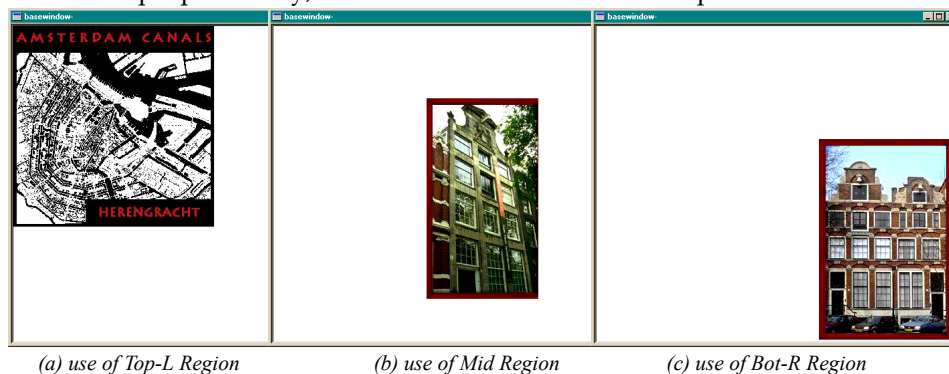 basewindow- basewindow- basewindow-
AMSTERDAM CANALS
HERENGRACHT
(a) use of Top-L Region (b) use of Mid Region (c) use of Bot-R Region